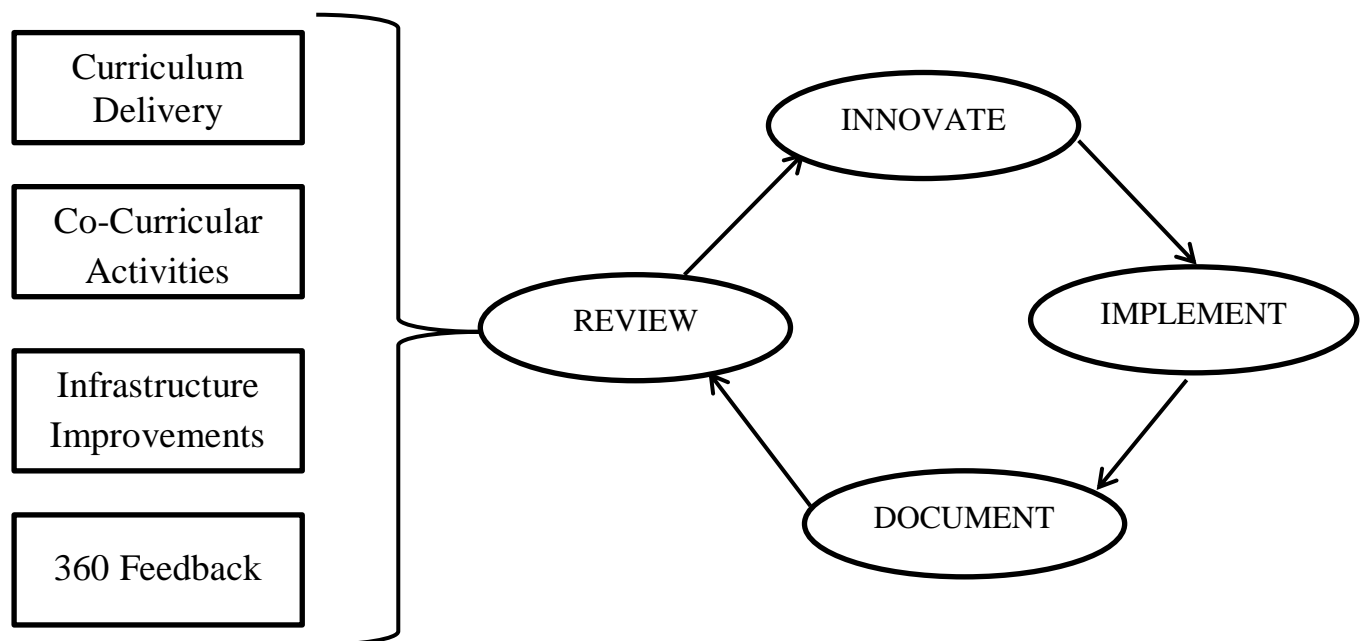 Curriculum
Delivery
Co-Curricular
Activities
Infrastructure
Improvements
360 Feedback
INNOVATE
REVIEW
IMPLEMENT
DOCUMENT